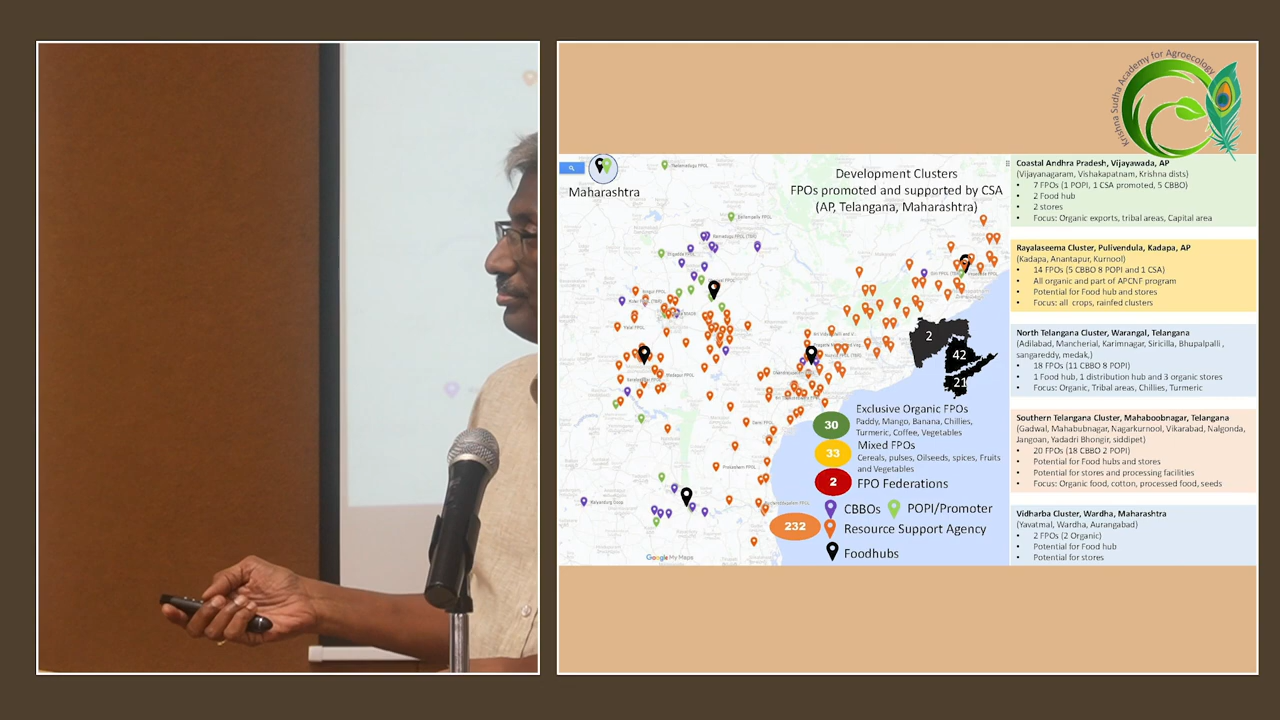 Krishna Sudha Academy for Agroecology
Maharashtra
Development Clusters
FPOs promoted and supported by CSA
(AP, Telangana, Maharashtra)
2
42
21
30
Exclusive Organic FPOs
Paddy, Mango, Banana, Chillies,
Turmeric, Coffee, Vegetables
33
Mixed FPOs
Cereals, pulses, Oilseeds, spices, Fruits
and Vegetables
2
FPO Federations
CBBOs
POPI/Promoter
232
Resource Support Agency
Foodhubs
Google My Maps
Coastal Andhra Pradesh, Vijayawada, AP
(Vijayanagaram, Vishakapatnam, Krishna dists)
• 7 FPOs (1 POPI, 1 CSA promoted, 5 CBBO)
• 2 Food hub
• 2 stores
• Focus: Organic exports, tribal areas, Capital area
Rayalaseema Cluster, Pulivendula, Kadapa, AP
(Kadapa, Anantapur, Kurnool)
• 14 FPOs (5 CBBO 8 POPI and 1 CSA)
• All organic and part of APCNF program
• Potential for Food hub and stores
• Focus: all crops, rainfed clusters
North Telangana Cluster, Warangal, Telangana
(Adilabad, Mancherial, Karimnagar, Siricilla, Bhupalpalli ,
sangareddy, medak,)
• 18 FPOs (11 CBBO 8 POPI)
• 1 Food hub, 1 distribution hub and 3 organic stores
• Focus: Organic, Tribal areas, Chillies, Turmeric
Southern Telangana Cluster, Mahaboobnagar, Telangana
(Gadwal, Mahabubnagar, Nagarkurnool, Vikarabad, Nalgonda,
Jangoan, Yadadri Bhongir, siddipet)
• 20 FPOs (18 CBBO 2 POPI)
• Potential for Food hubs and stores
• Potential for stores and processing facilities
• Focus: Organic food, cotton, processed food, seeds
Vidharba Cluster, Wardha, Maharashtra
(Yavatmal, Wardha, Aurangabad)
• 2 FPOs (2 Organic)
• Potential for Food hub
• Potential for stores